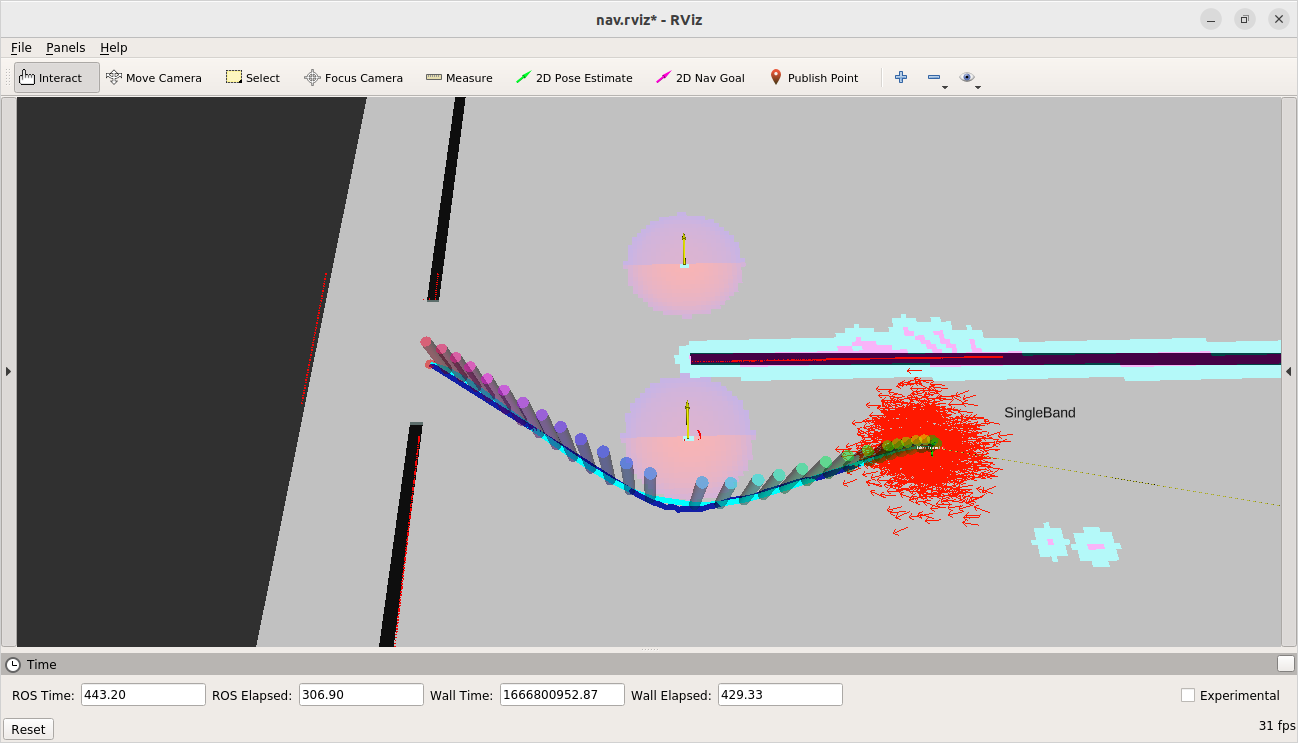 nav.rviz* - RViz
File Panels Help
Interact Move Camera Select Focus Camera Measure 2D Pose Estimate 2D Nav Goal Publish Point
SingleBand
Time
ROS Time: 443.20 ROS Elapsed: 306.90 Wall Time: 1666800952.87 Wall Elapsed: 429.33 Experimental
Reset 31 fps